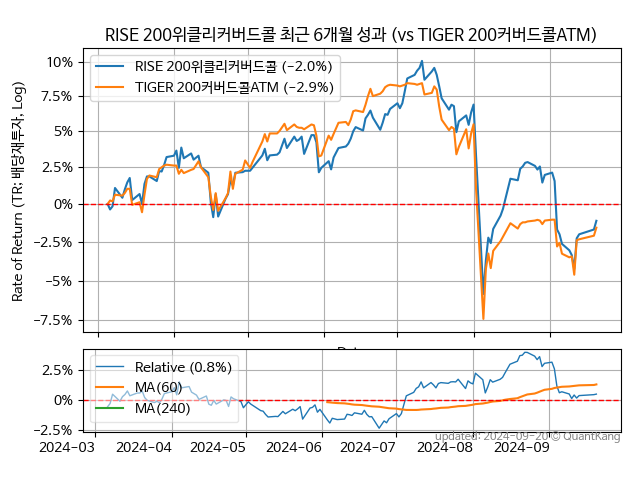 RISE 200위클리커버드콜 최근 6개월 성과 (vs TIGER 200커버드콜ATM)
RISE 200위클리커버드콜 (−2.0%)
TIGER 200커버드콜ATM (−2.9%)
Rate of Return (TR: 배당재투자, Log)
10%
7.5%
5%
2.5%
0%
−2.5%
−5%
−7.5%
Relative (0.8%)
MA(60)
MA(240)
2.5%
0%
−2.5%
2024−03
2024−04
2024−05
2024−06
2024−07
2024−08
2024−09
updated: 2024-09-20 © QuantKang